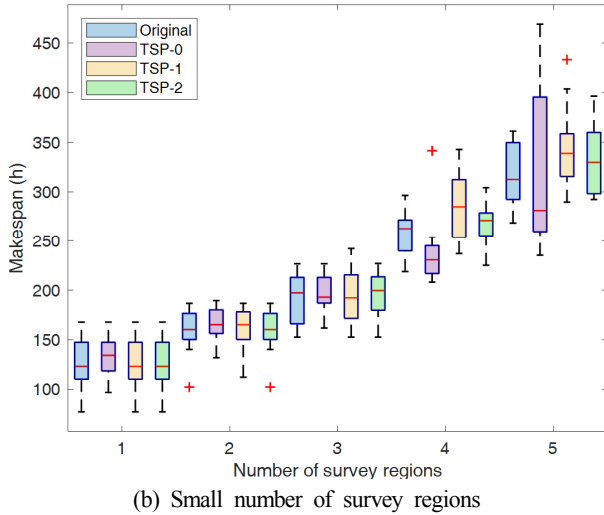 Original
TSP-0
TSP-1
TSP-2
450
400
350
300
250
200
150
100
Makespan (h)
1 2 3 4 5
Number of survey regions
(b) Small number of survey regions